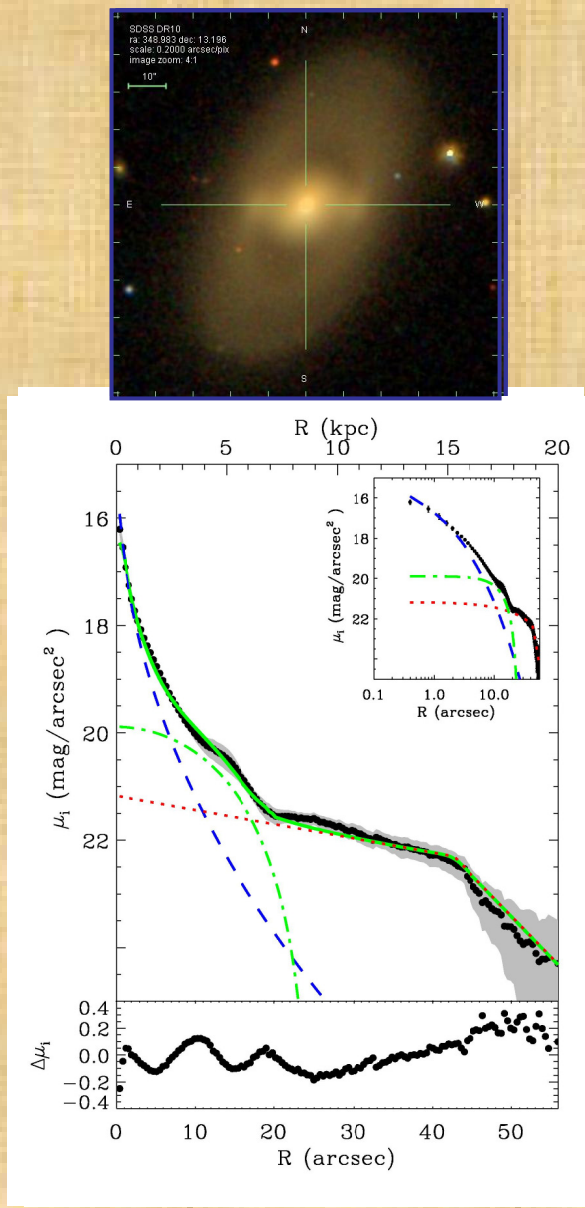 SDSS DR10
ra: 348.983 dec: 13.196
scale: 0.2000 arcsec/pix
image zoom: 4:1
10"
N
E
W
S
R (kpc)
0 5 10 15 20
16
18
20
22
μi (mag/arcsec²)
16
18
20
22
μi (mag/arcsec²)
0.1 1.0 10.0
R (arcsec)
0.4
0.2
0.0
−0.2
−0.4
Δμi
0 10 20 30 40 50
R (arcsec)